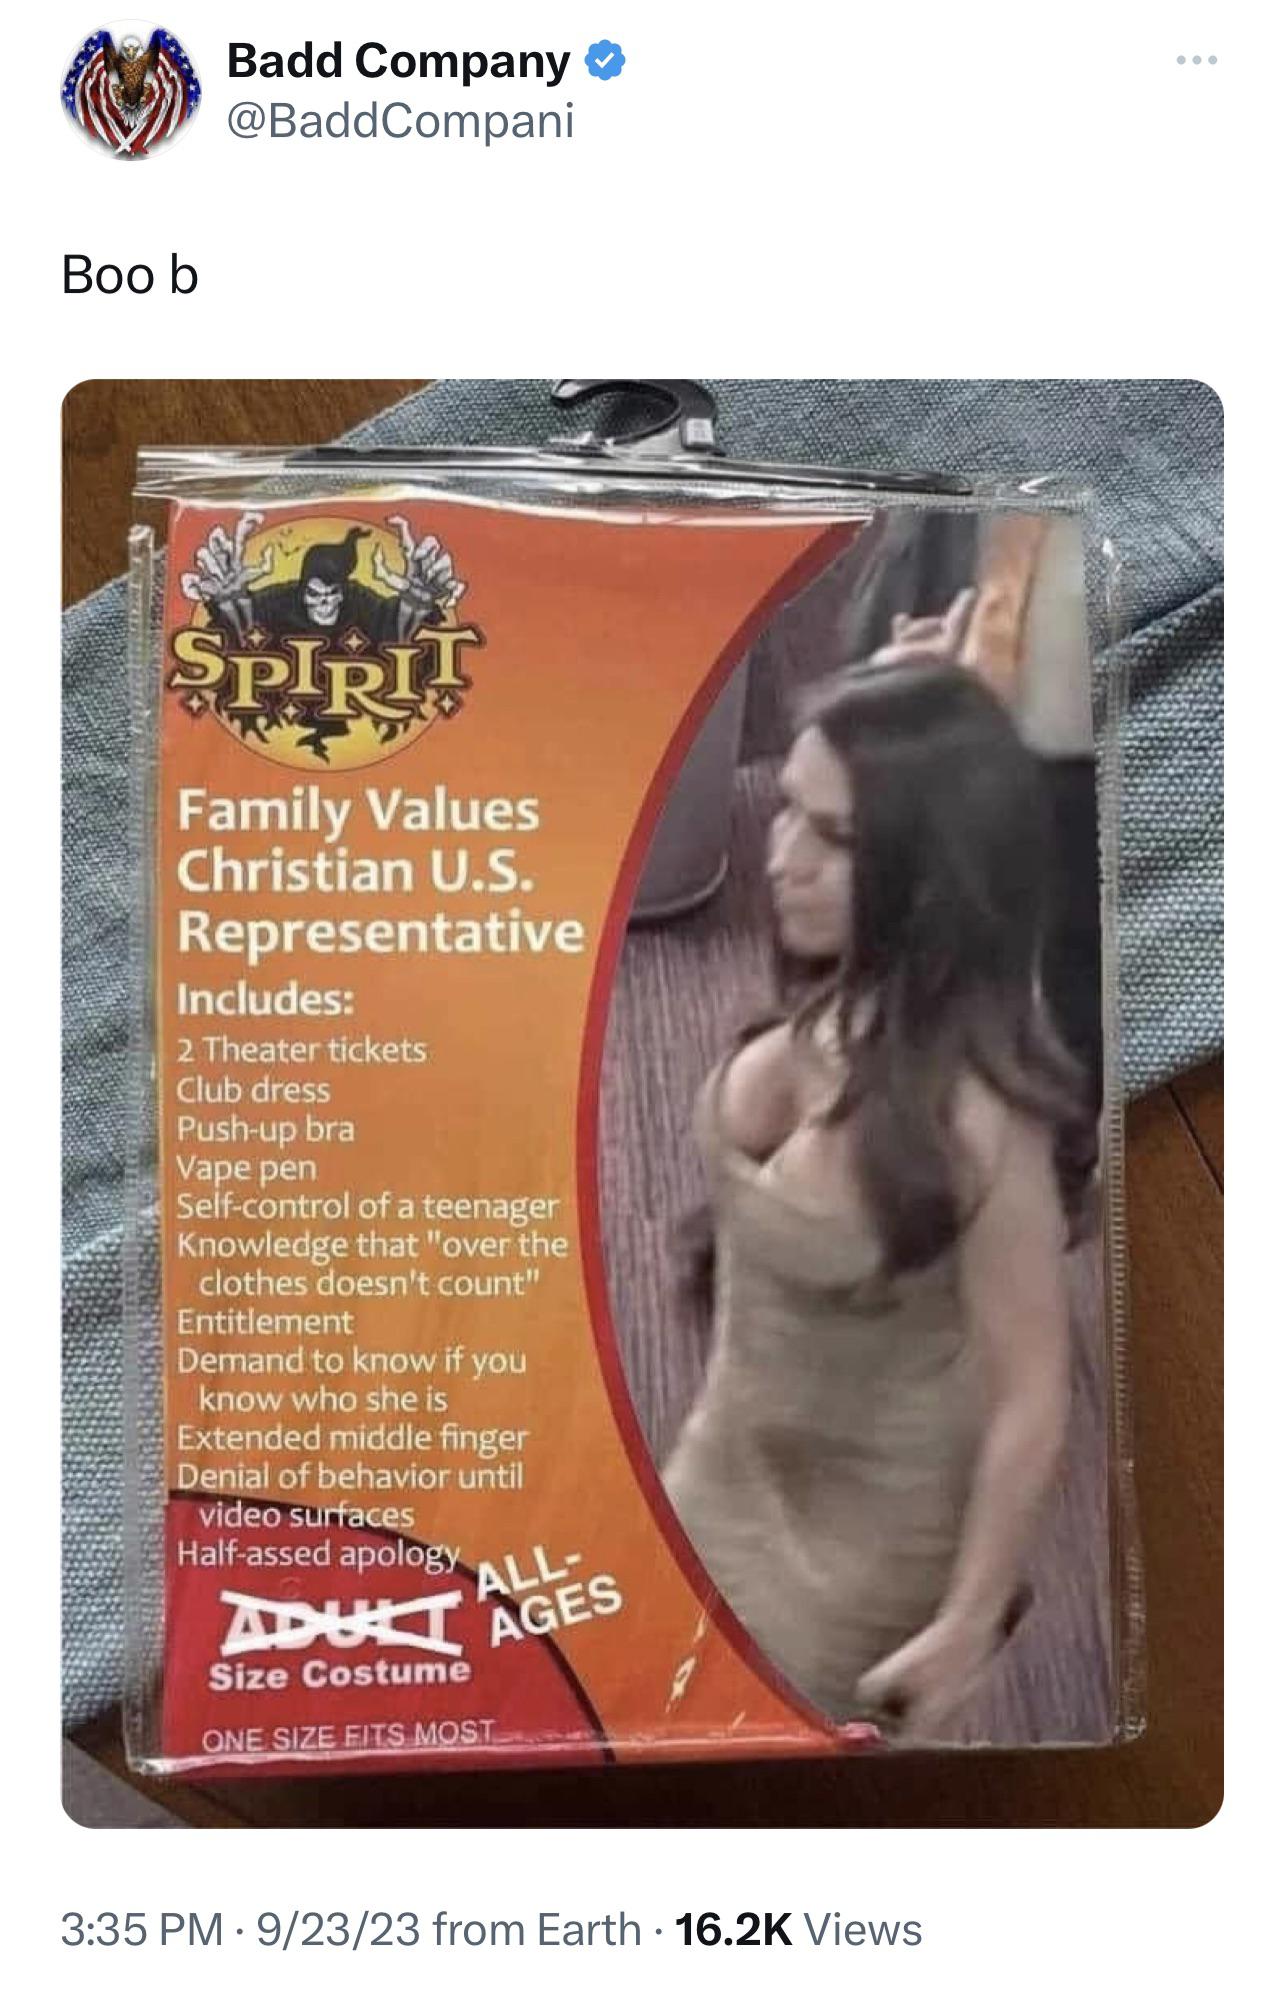 Badd Company
@BaddCompani
Boo b
SPIRIT
Family Values
Christian U.S.
Representative
Includes:
2 Theater tickets
Club dress
Push-up bra
Vape pen
Self-control of a teenager
Knowledge that "over the
clothes doesn't count"
Entitlement
Demand to know if you
know who she is
Extended middle finger
Denial of behavior until
video surfaces
Half-assed apology
ADULT
ALL-
AGES
Size Costume
ONE SIZE FITS MOST
3:35 PM · 9/23/23 from Earth · 16.2K Views